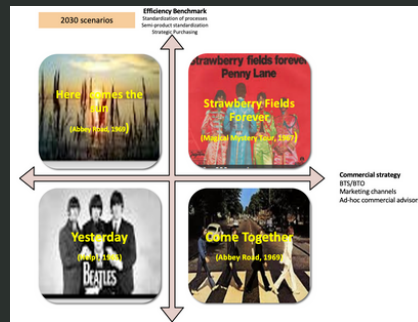 2030 scenarios
Efficiency Benchmark
Standardization of processes
Semi-product standardization
Strategic Purchasing
Here comes the
sun
(Abbey Road, 1969)
strawberry fields forever
Penny Lane
Strawberry Fields
Forever,
(Magical Mystery Tour, 1967)
Commercial strategy
BTS/BTO
Marketing channels
Ad-hoc commercial advisor
Yesterday
BEATLES
Come Together
(Abbey Road, 1969)